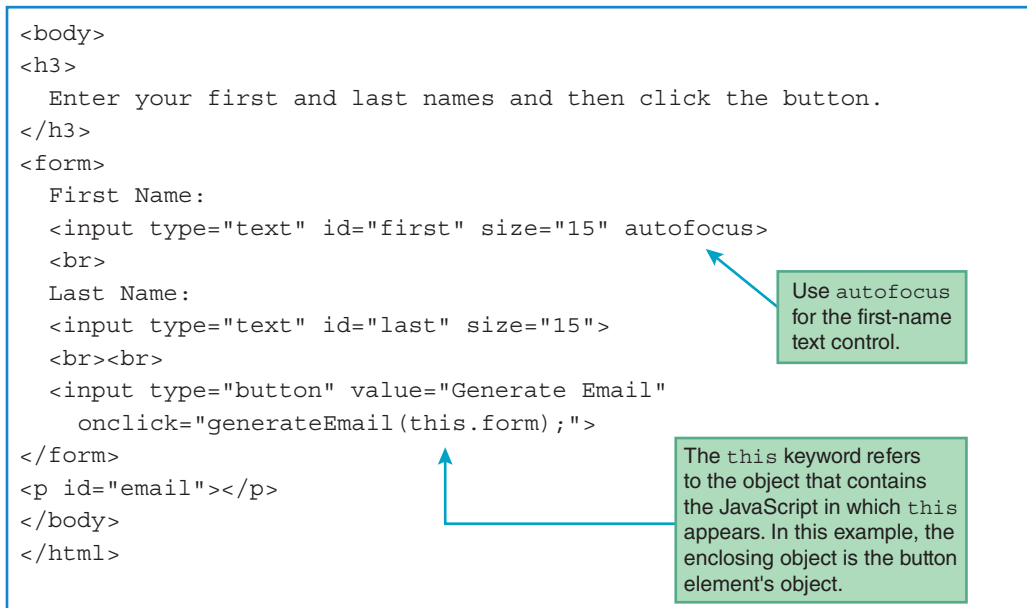 <body>
<h3>
Enter your first and last names and then click the button.
</h3>
<form>
First Name:
<input type="text" id="first" size="15" autofocus>
<br>
Last Name:
<input type="text" id="last" size="15">
<br><br>
<input type="button" value="Generate Email"
onclick="generateEmail(this.form);">
</form>
<p id="email"></p>
</body>
</html>
Use autofocus
for the first-name
text control.
The this keyword refers
to the object that contains
the JavaScript in which this
appears. In this example, the
enclosing object is the button
element's object.